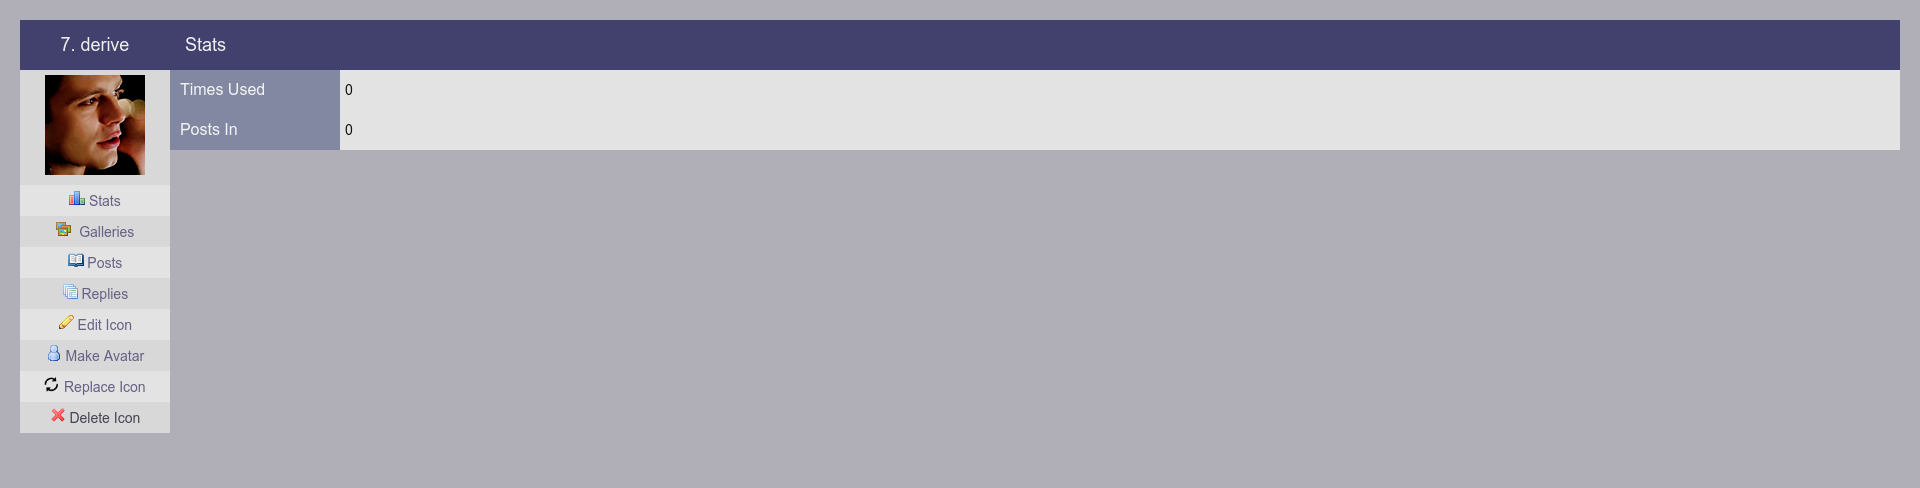 7. derive
Stats
Times Used
0
Posts In
0
Stats
Galleries
Posts
Replies
Edit Icon
Make Avatar
Replace Icon
Delete Icon